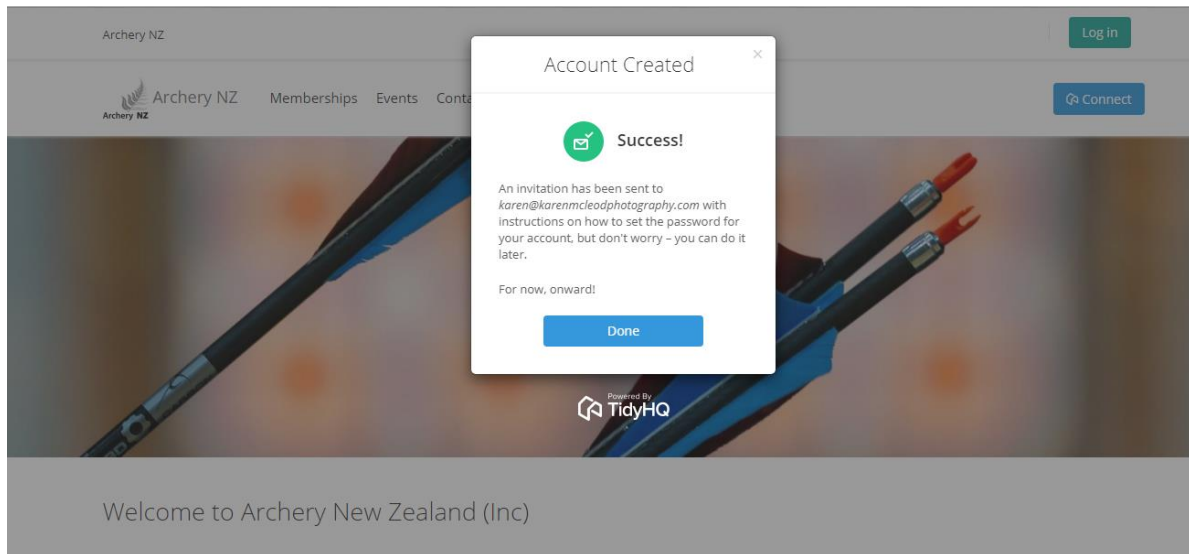 Archery NZ
Log in
Archery NZ
Archery NZ
Memberships Events Conta
Connect
Account Created
×
Success!
An invitation has been sent to
karen@karenmcleodphotography.com with
instructions on how to set the password for
your account, but don't worry – you can do it
later.
For now, onward!
Done
Powered By
TidyHQ
Welcome to Archery New Zealand (Inc)